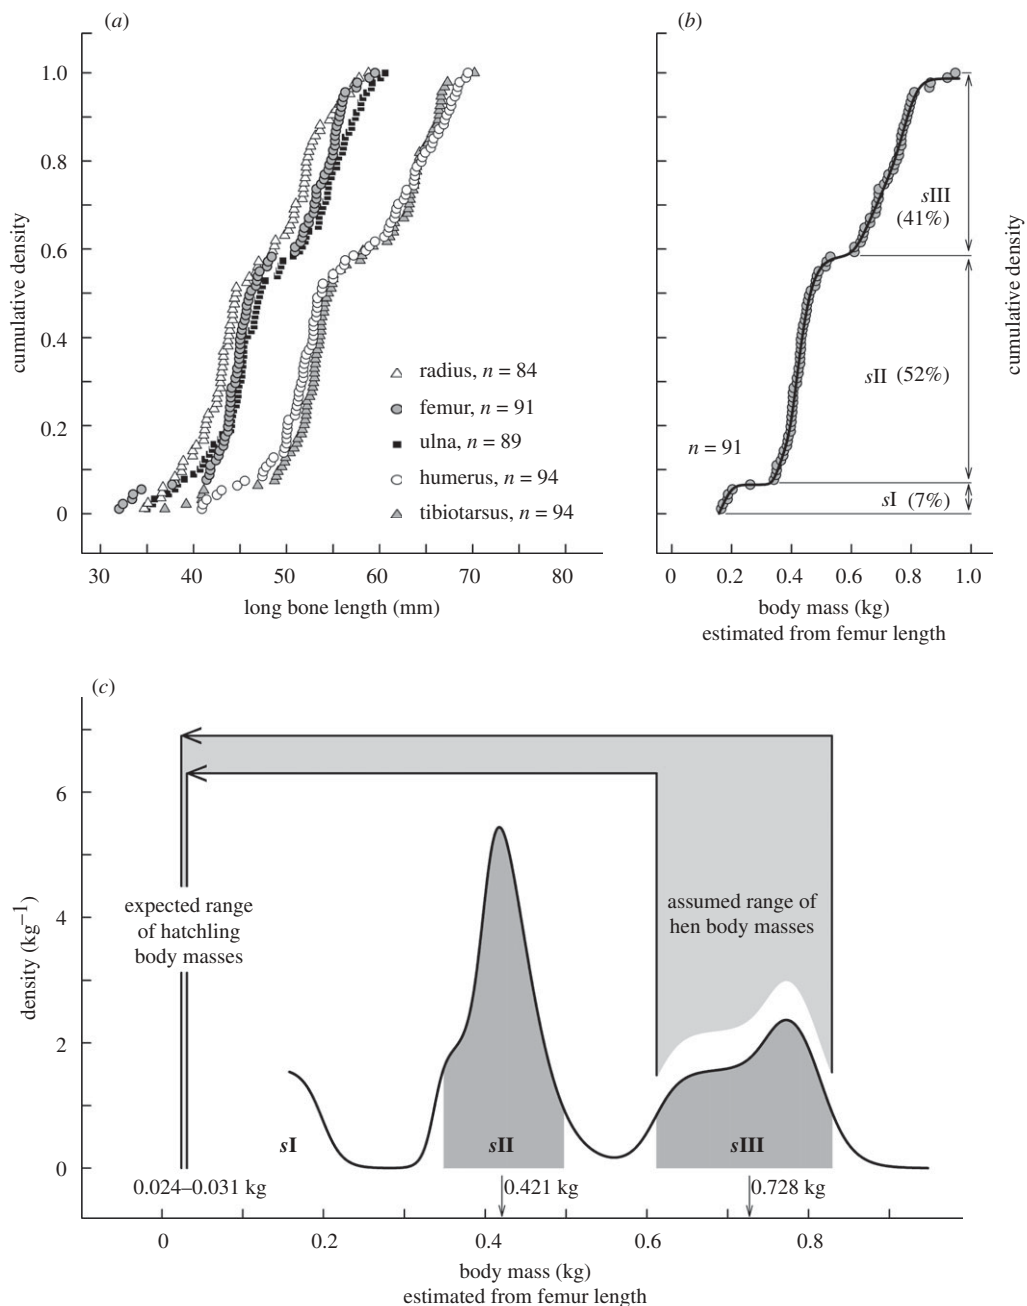 (a)
1.0
0.8
0.6
0.4
0.2
0
cumulative density
radius, n = 84
femur, n = 91
ulna, n = 89
humerus, n = 94
tibiotarsus, n = 94
30 40 50 60 70 80
long bone length (mm)
(b)
sIII
(41%)
sII (52%)
n = 91
sI (7%)
cumulative density
0 0.2 0.4 0.6 0.8 1.0
body mass (kg)
estimated from femur length
(c)
6
4
2
0
density (kg−1)
expected range
of hatchling
body masses
assumed range of
hen body masses
sI
sII
sIII
0.024–0.031 kg
0.421 kg
0.728 kg
0 0.2 0.4 0.6 0.8
body mass (kg)
estimated from femur length